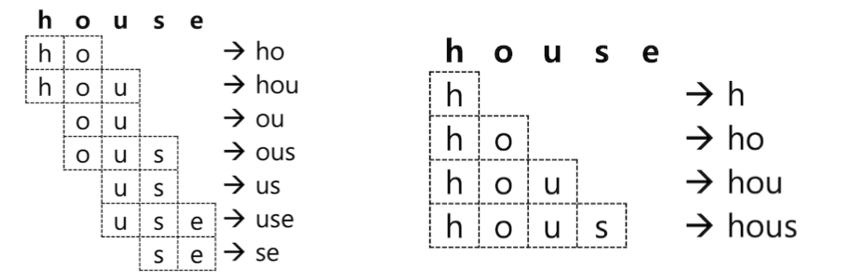 h o u s e
h o → ho
h o u → hou
o u → ou
o u s → ous
u s → us
u s e → use
s e → se
h o u s e
h → h
h o → ho
h o u → hou
h o u s → hous